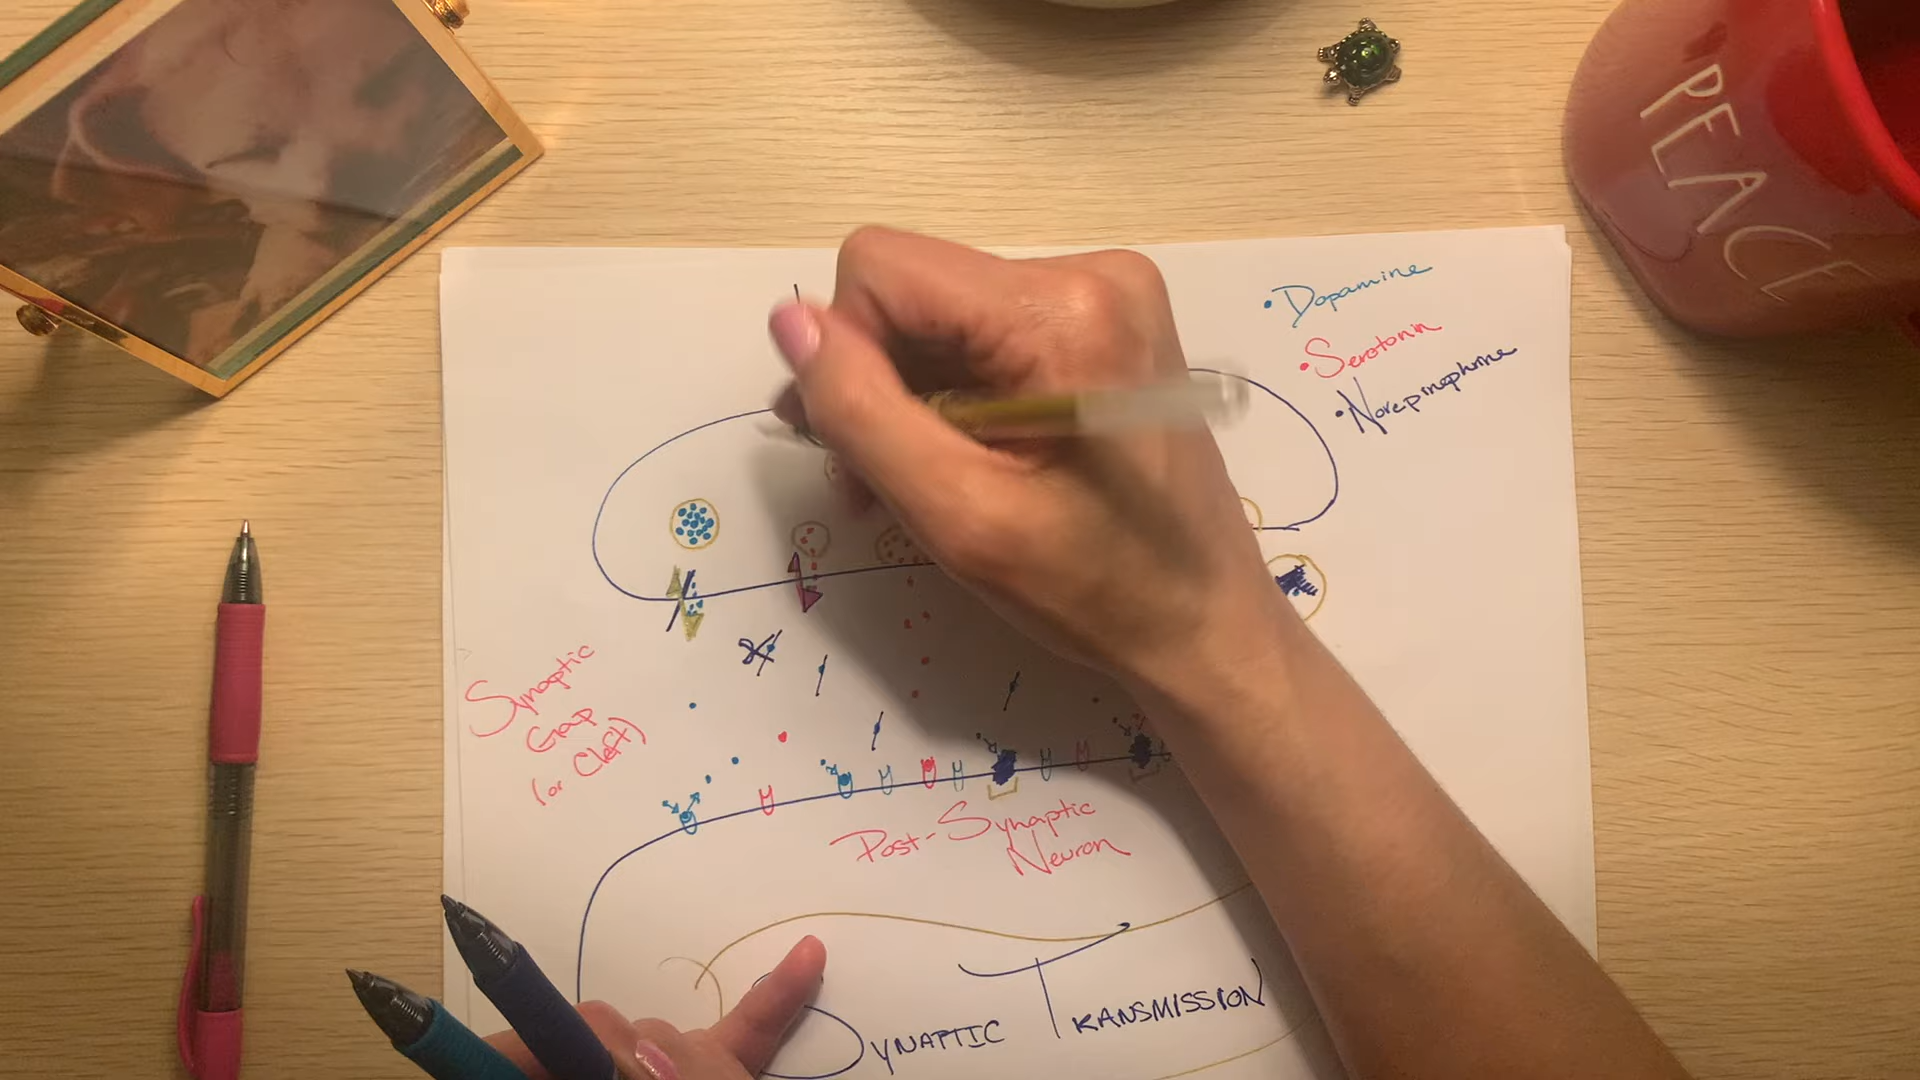 PEACE
• Dopamine
• Serotonin
• Norepinephrine
Synaptic
Gap
(or Cleft)
Post-Synaptic
Neuron
SYNAPTIC TRANSMISSION